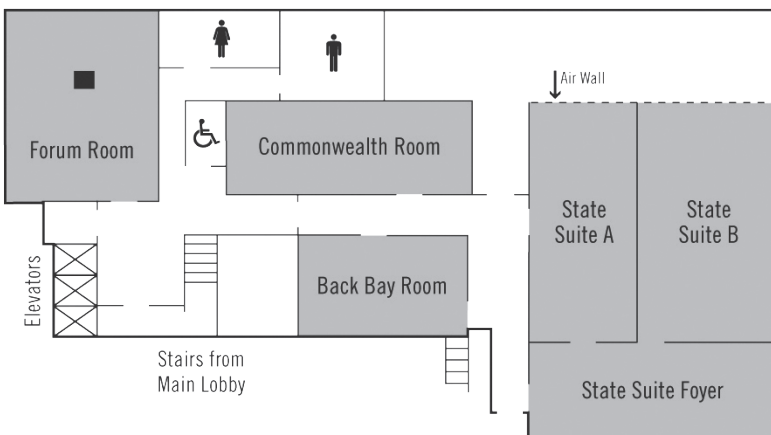 Air Wall
Forum Room
Commonwealth Room
State
Suite A
State
Suite B
Elevators
Back Bay Room
Stairs from
Main Lobby
State Suite Foyer